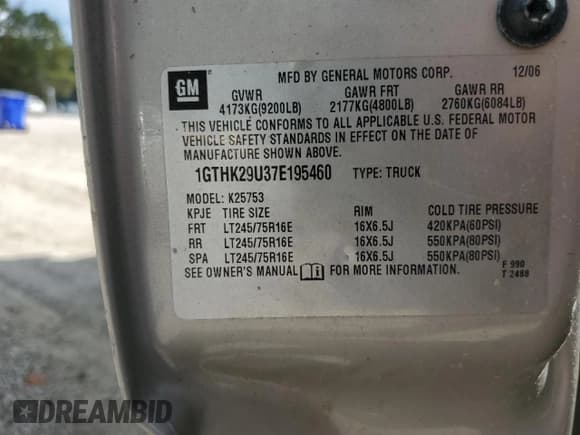 MFD BY GENERAL MOTORS CORP. 12/06
GM
GVWR GAWR FRT GAWR RR
4173KG(9200LB) 2177KG(4800LB) 2760KG(6084LB)
THIS VEHICLE CONFORMS TO ALL APPLICABLE U.S. FEDERAL MOTOR
VEHICLE SAFETY STANDARDS IN EFFECT ON THE DATE OF
MANUFACTURE SHOWN ABOVE.
1GTHK29U37E195460 TYPE: TRUCK
MODEL: K25753
KPJE TIRE SIZE RIM COLD TIRE PRESSURE
FRT LT245/75R16E 16X6.5J 420KPA(60PSI)
RR LT245/75R16E 16X6.5J 550KPA(80PSI)
SPA LT245/75R16E 16X6.5J 550KPA(80PSI)
SEE OWNER'S MANUAL FOR MORE INFORMATION.
F 990
T 2488
DREAMBID